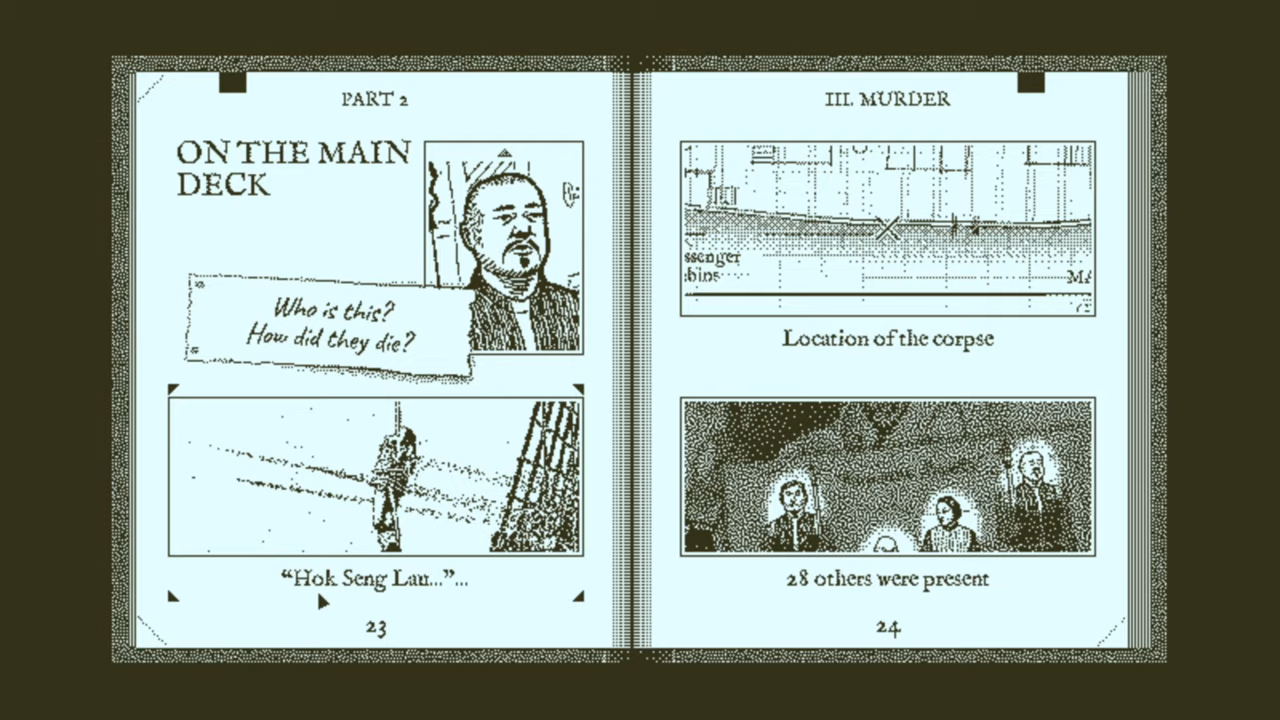 PART 2
ON THE MAIN
DECK
Who is this?
How did they die?
"Hok Seng Lau..."...
23
III. MURDER
ssenger
bins
Location of the corpse
28 others were present
24